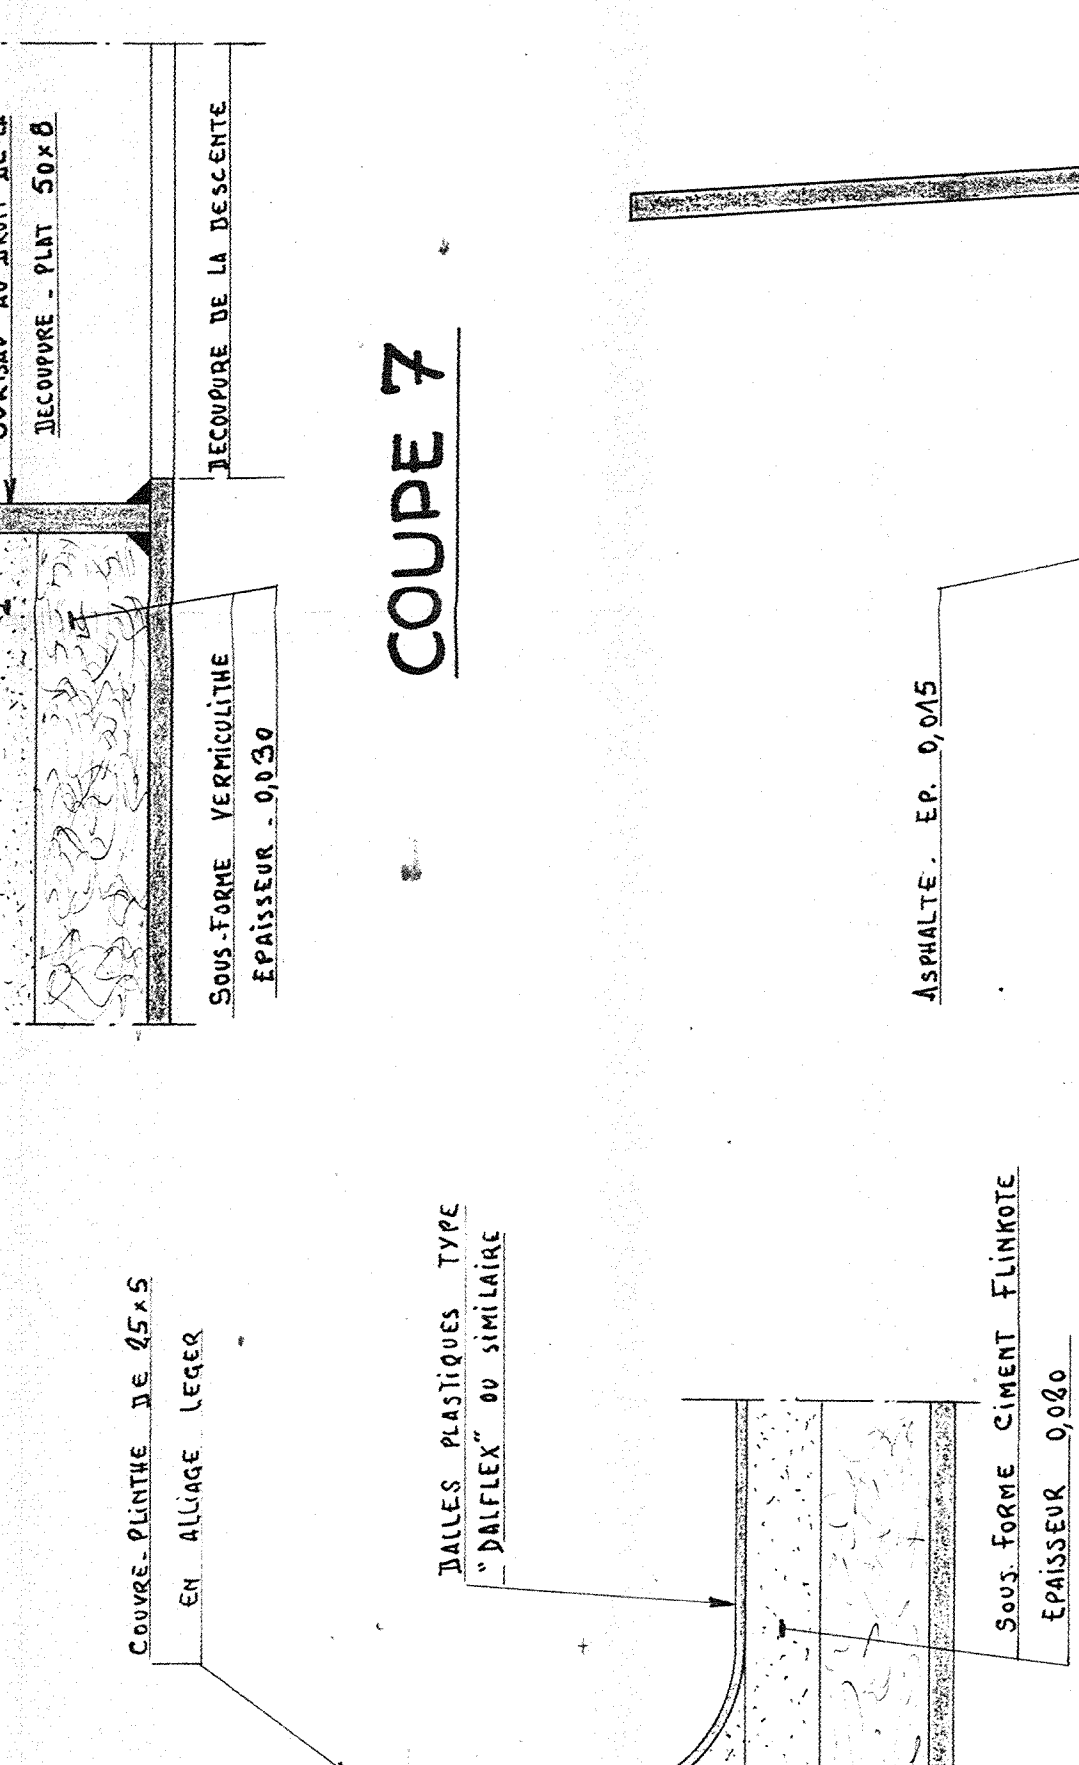 DECOUPURE - PLAT 50x8
DECOUPURE DE LA DESCENTE
SOUS-FORME VERMICULITHE
EPAISSEUR - 0,030
COUPE 7
ASPHALTE. EP. 0,015
COUVRE-PLINTHE DE 25x5
EN ALLIAGE LEGER
DALLES PLASTIQUES TYPE
"DALFLEX" OU SIMILAIRE
SOUS-FORME CIMENT FLINKOTE
EPAISSEUR 0,020